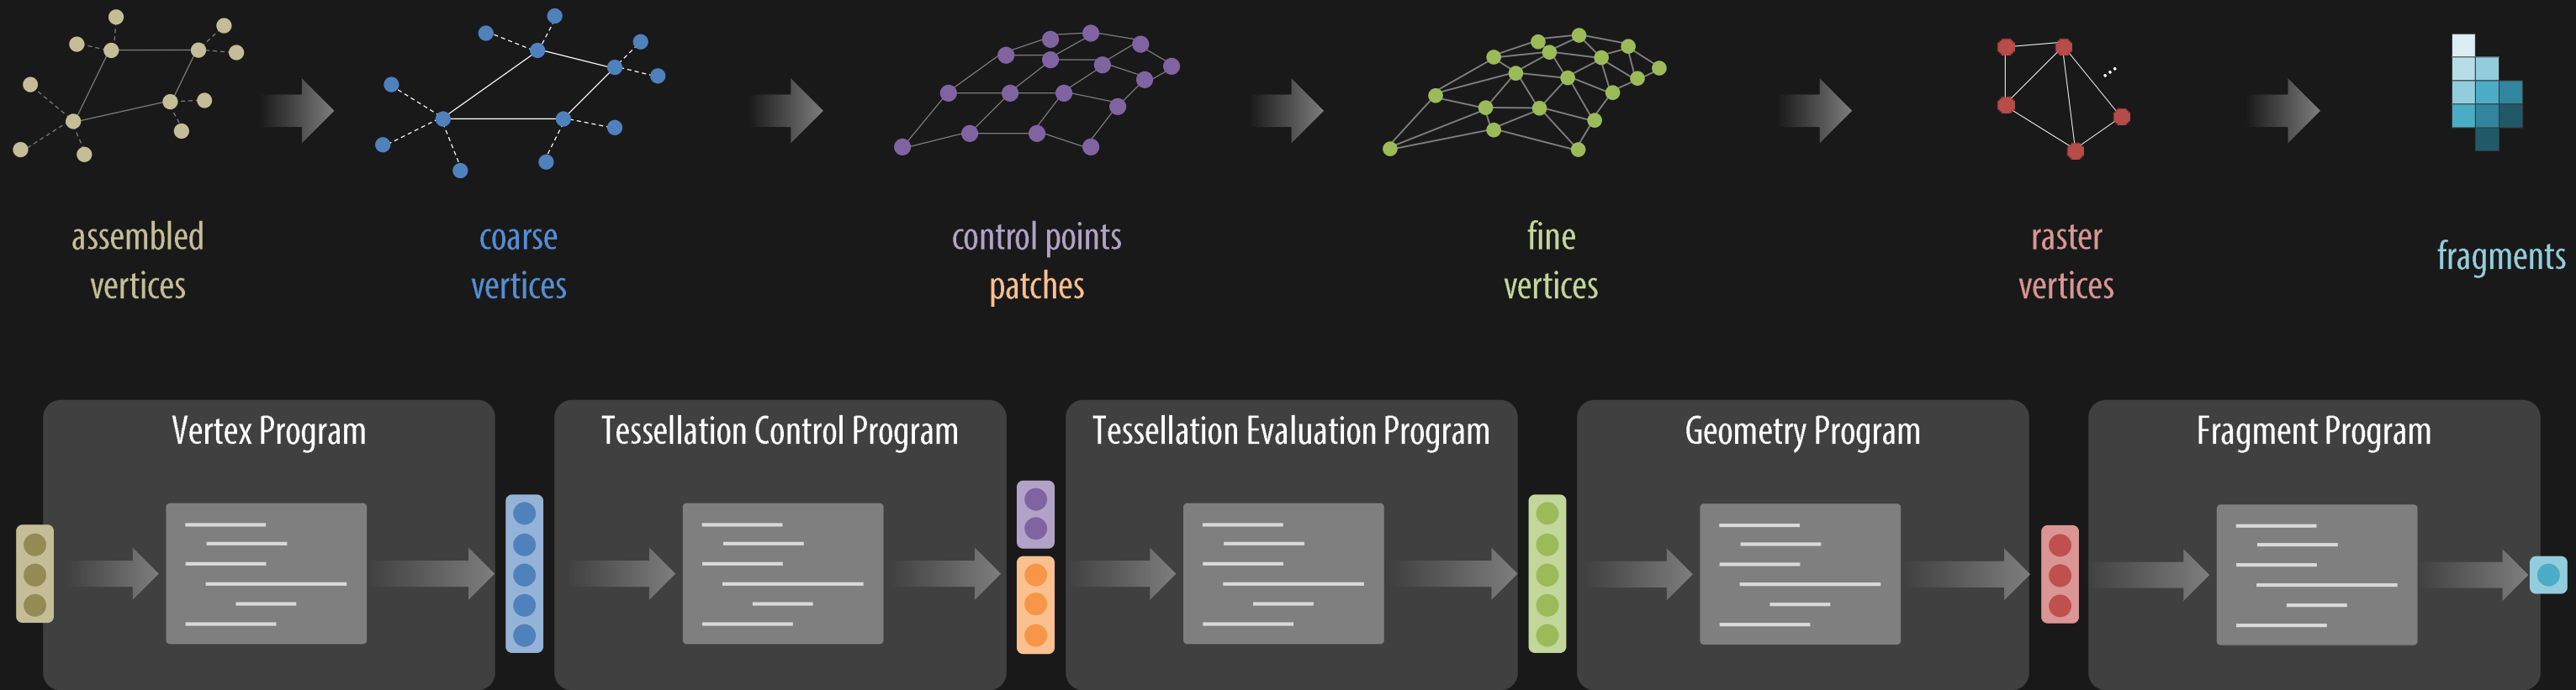 assembled
vertices
coarse
vertices
control points
patches
fine
vertices
raster
vertices
fragments
Vertex Program
Tessellation Control Program
Tessellation Evaluation Program
Geometry Program
Fragment Program